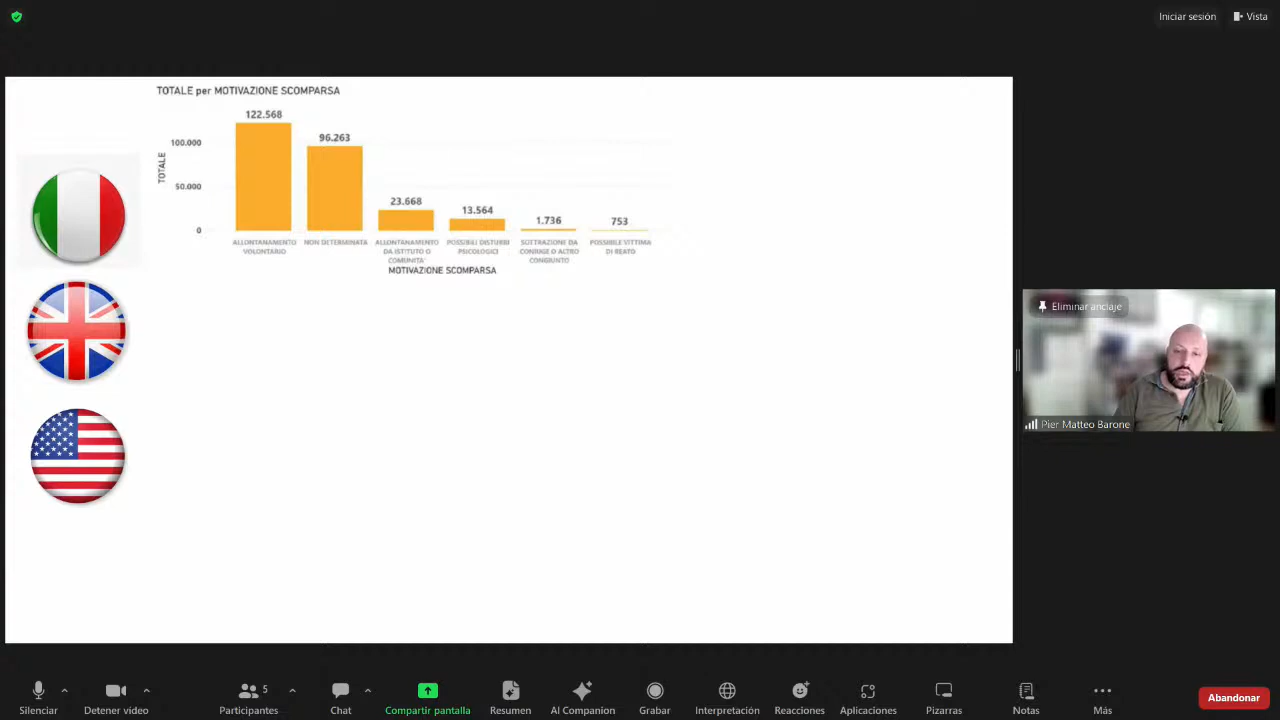 Iniciar sesión
Vista
TOTALE per MOTIVAZIONE SCOMPARSA
122.568
96.263
23.668
13.564
1.736
753
100.000
50.000
0
TOTALE
ALLONTANAMENTO
VOLONTARIO
NON DETERMINATA
ALLONTANAMENTO
DA ISTITUTO O
COMUNITA'
POSSIBILI DISTURBI
PSICOLOGICI
SOTTRAZIONE DA
CONIUGE O ALTRO
CONGIUNTO
POSSIBILE VITTIMA
DI REATO
MOTIVAZIONE SCOMPARSA
Eliminar anclaje
Pier Matteo Barone
Silenciar
Detener video
Participantes
5
Chat
Compartir pantalla
Resumen
AI Companion
Grabar
Interpretación
Reacciones
Aplicaciones
Pizarras
Notas
Más
Abandonar